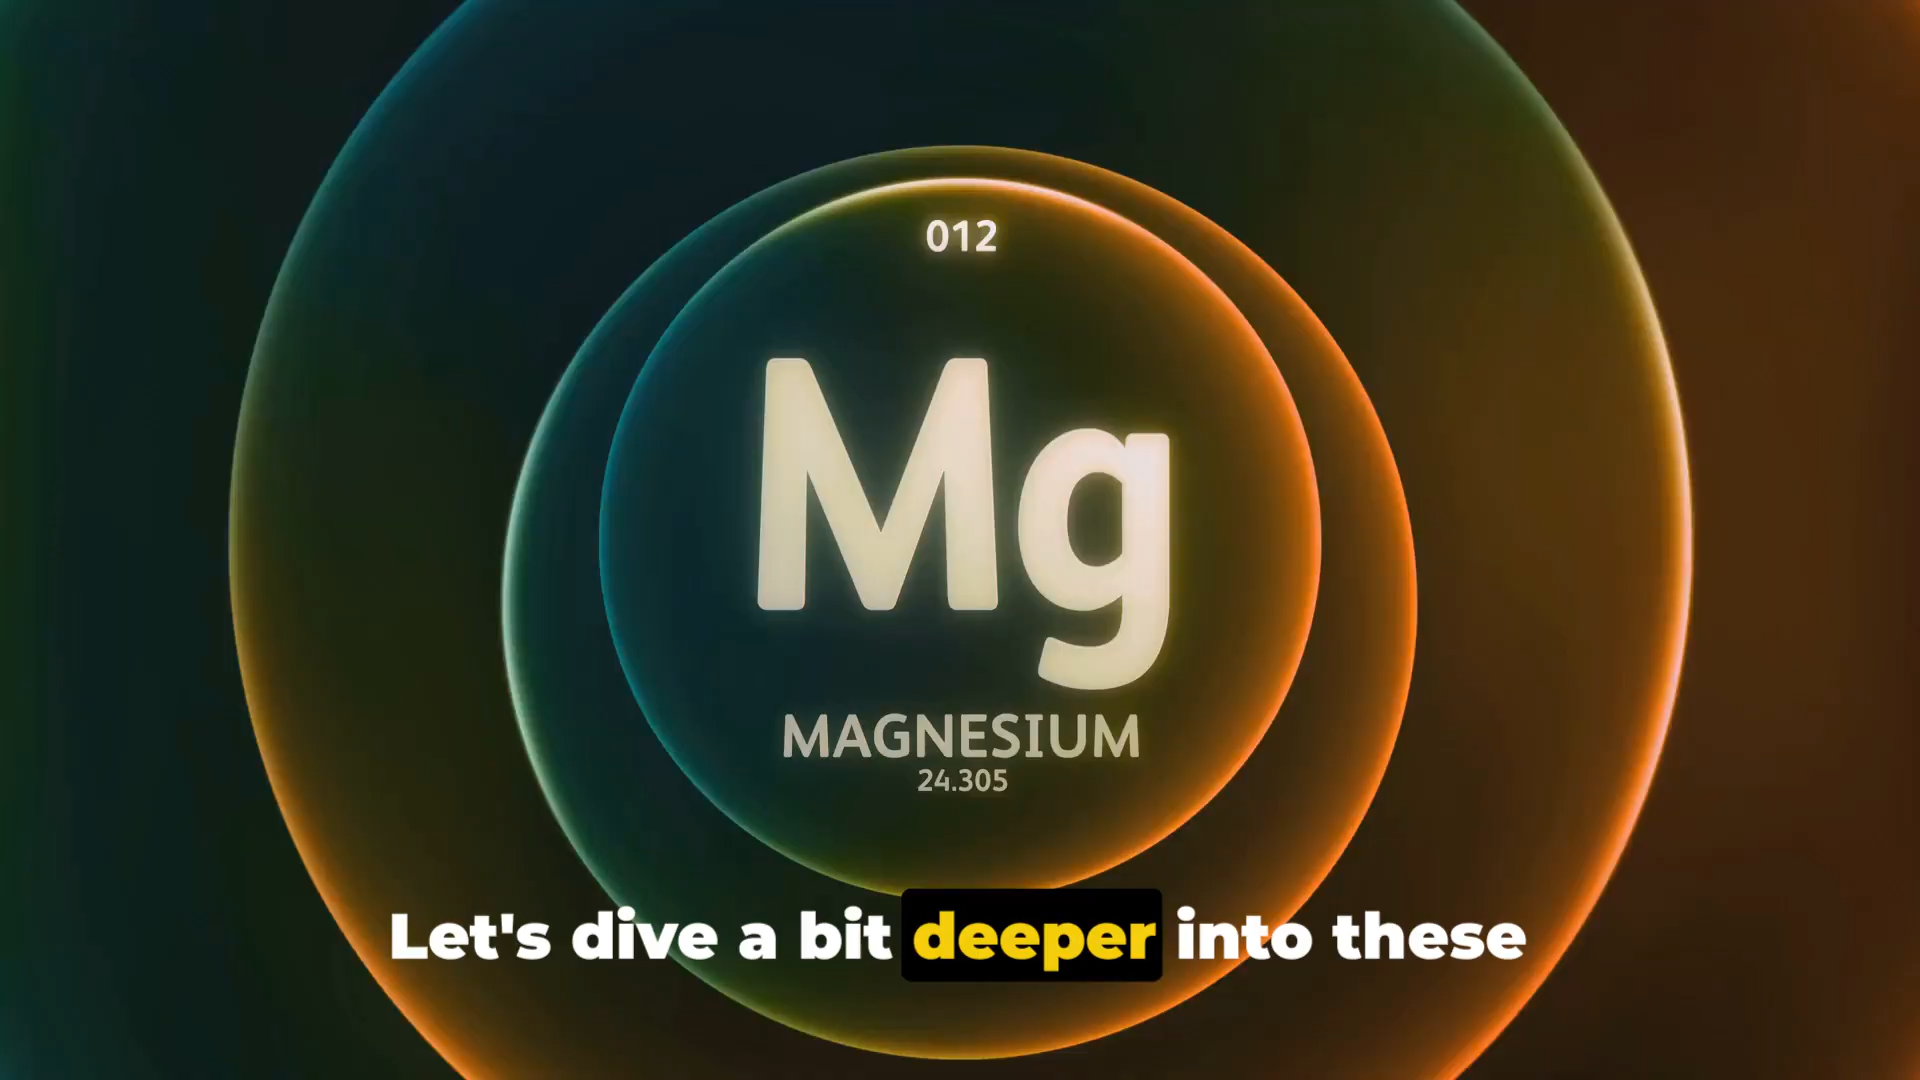 012
Mg
MAGNESIUM
24.305
Let's dive a bit deeper into these